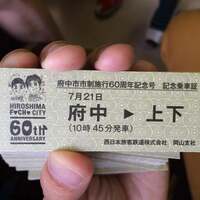 府中市市制施行60周年記念号 記念乗車証
7月21日
HIROSHIMA
FUCHU CITY
60th
ANNIVERSARY
府中 ▶ 上下
(10時45分発車)
西日本旅客鉄道株式会社 岡山支社